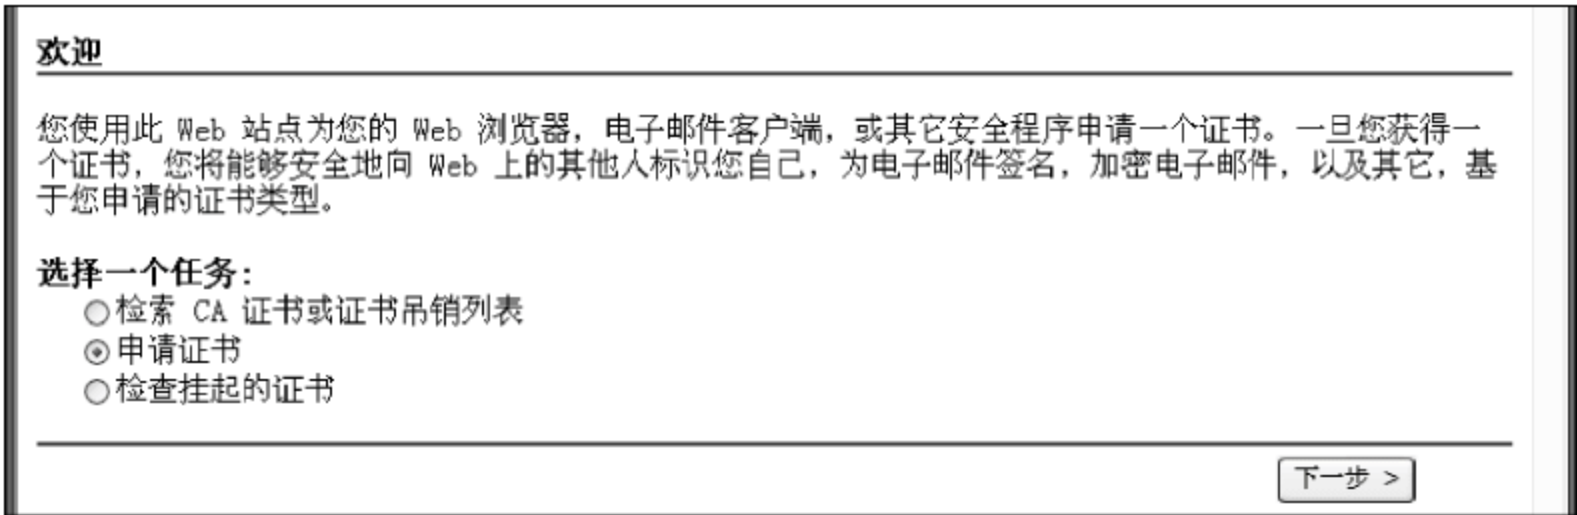 欢迎
您使用此 Web 站点为您的 Web 浏览器，电子邮件客户端，或其它安全程序申请一个证书。一旦您获得一
个证书，您将能够安全地向 Web 上的其他人标识您自己，为电子邮件签名，加密电子邮件，以及其它，基
于您申请的证书类型。
选择一个任务：
检索 CA 证书或证书吊销列表
申请证书
检查挂起的证书
下一步 >